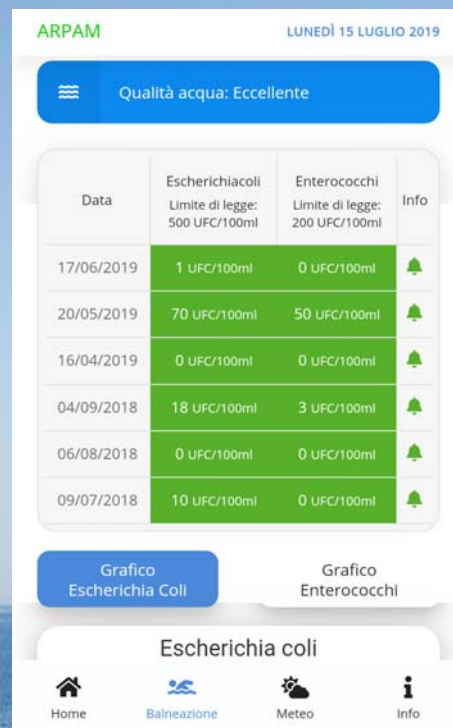 ARPAM LUNEDÌ 15 LUGLIO 2019
Qualità acqua: Eccellente
Data Escherichiacoli Limite di legge: 500 UFC/100ml Enterococchi Limite di legge: 200 UFC/100ml Info
17/06/2019 1 UFC/100ml 0 UFC/100ml
20/05/2019 70 UFC/100ml 50 UFC/100ml
16/04/2019 0 UFC/100ml 0 UFC/100ml
04/09/2018 18 UFC/100ml 3 UFC/100ml
06/08/2018 0 UFC/100ml 0 UFC/100ml
09/07/2018 10 UFC/100ml 0 UFC/100ml
Grafico Escherichia Coli
Grafico Enterococchi
Escherichia coli
Home Balneazione Meteo Info